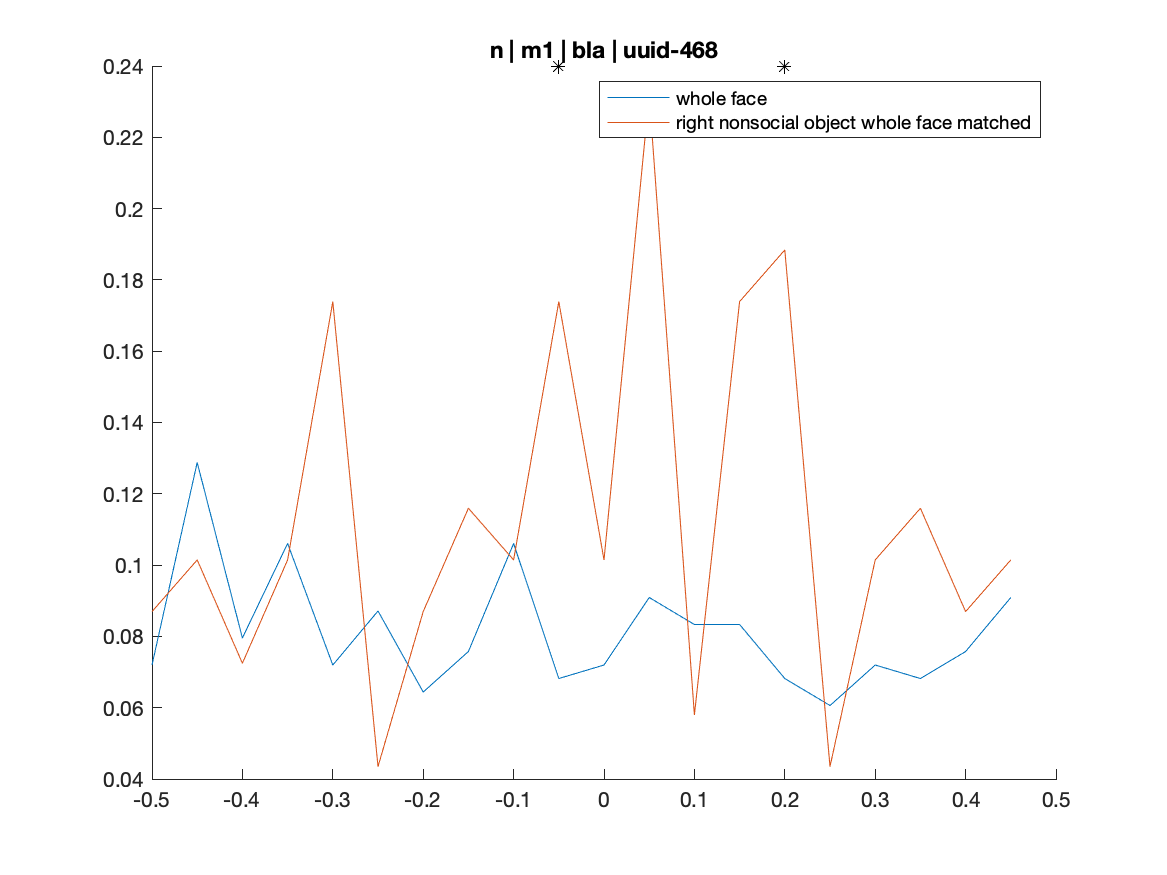 n | m1 | bla | uuid-468
whole face
right nonsocial object whole face matched
0.24
0.22
0.2
0.18
0.16
0.14
0.12
0.1
0.08
0.06
0.04
-0.5 -0.4 -0.3 -0.2 -0.1 0 0.1 0.2 0.3 0.4 0.5